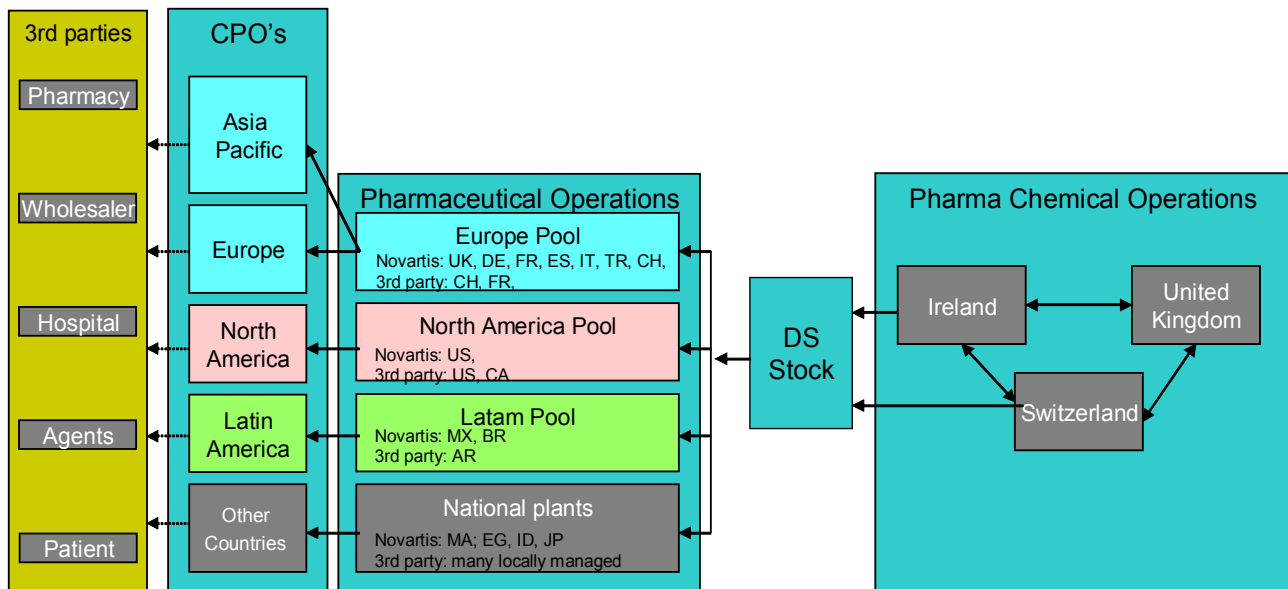 3rd parties
Pharmacy
Wholesaler
Hospital
Agents
Patient
CPO's
Asia
Pacific
Europe
North
America
Latin
America
Other
Countries
Pharmaceutical Operations
Europe Pool
Novartis: UK, DE, FR, ES, IT, TR, CH,
3rd party: CH, FR,
North America Pool
Novartis: US,
3rd party: US, CA
Latam Pool
Novartis: MX, BR
3rd party: AR
National plants
Novartis: MA; EG, ID, JP
3rd party: many locally managed
DS
Stock
Pharma Chemical Operations
Ireland
United
Kingdom
Switzerland